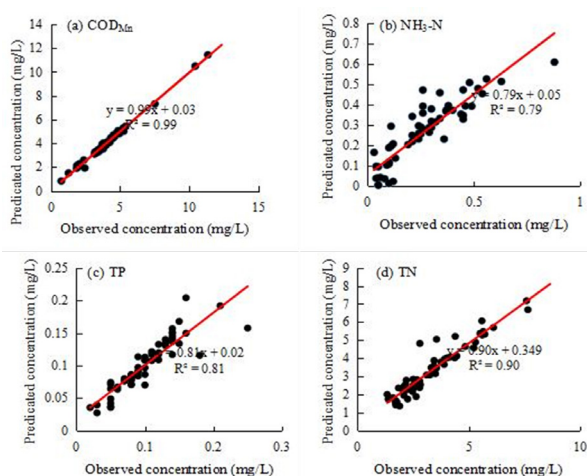 (a) CODMn
Predicated concentration (mg/L)
14
12
10
8
6
4
2
0
y = 0.99x + 0.03
R² = 0.99
0 5 10 15
Observed concentration (mg/L)
(b) NH3-N
Predicated concentration (mg/L)
0.8
0.7
0.6
0.5
0.4
0.3
0.2
0.1
0
y = 0.79x + 0.05
R² = 0.79
0 0.5 1
Observed concentration (mg/L)
(c) TP
Predicated concentration (mg/L)
0.25
0.2
0.15
0.1
0.05
0
y = 0.81x + 0.02
R² = 0.81
0 0.1 0.2 0.3
Observed concentration (mg/L)
(d) TN
Predicated concentration (mg/L)
9
8
7
6
5
4
3
2
1
0
y = 0.90x + 0.349
R² = 0.90
0 5 10
Observed concentration (mg/L)